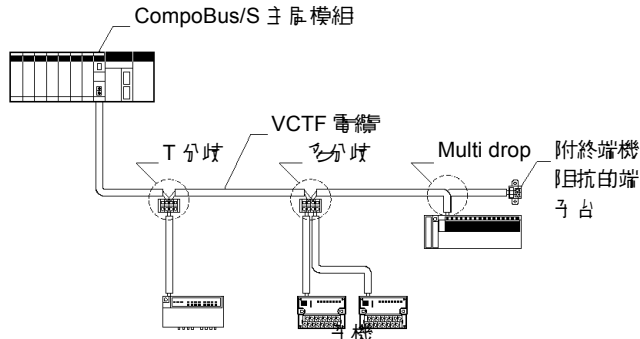 CompoBus/S 主局模組
VCTF 電纜
T 分岐
多分岐
Multi drop
附終端機
阻抗的端
子台
子機